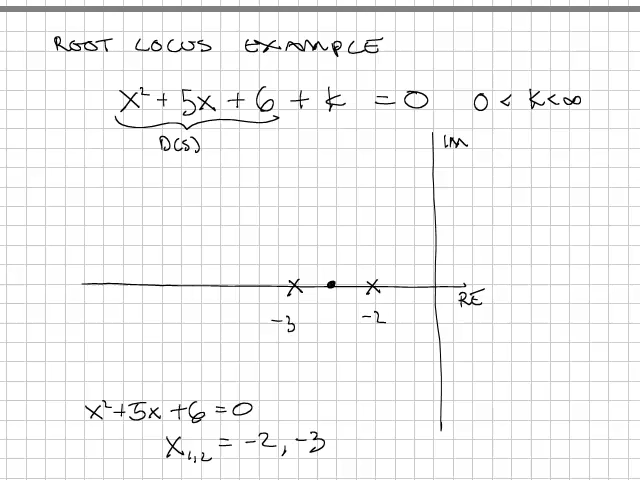 ROOT LOCUS EXAMPLE
x² + 5x + 6 + k = 0   0 < k < ∞
D(S)
IM
RE
-3   -2
x² + 5x + 6 = 0
x₁,₂ = -2, -3